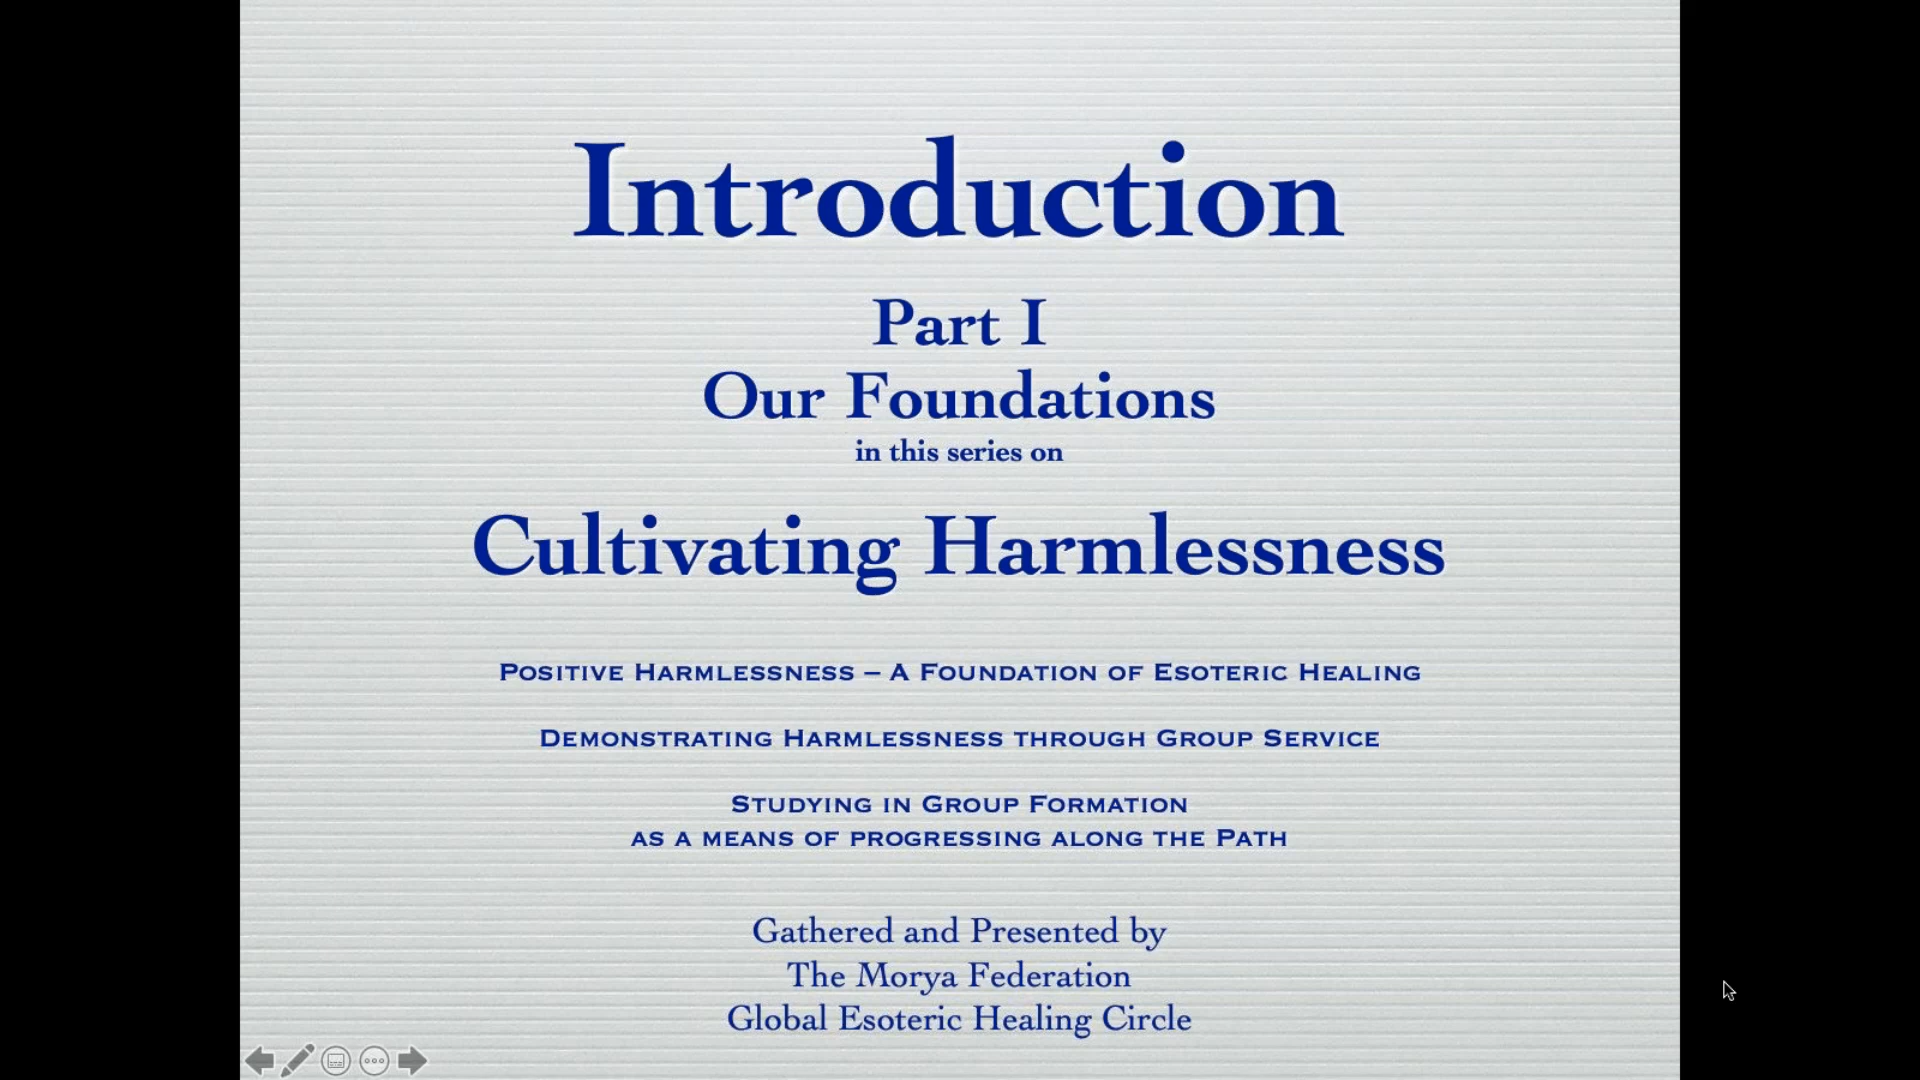 Introduction
Part I
Our Foundations
in this series on
Cultivating Harmlessness
Positive Harmlessness – A Foundation of Esoteric Healing
Demonstrating Harmlessness through Group Service
Studying in Group Formation
as a means of progressing along the Path
Gathered and Presented by
The Morya Federation
Global Esoteric Healing Circle